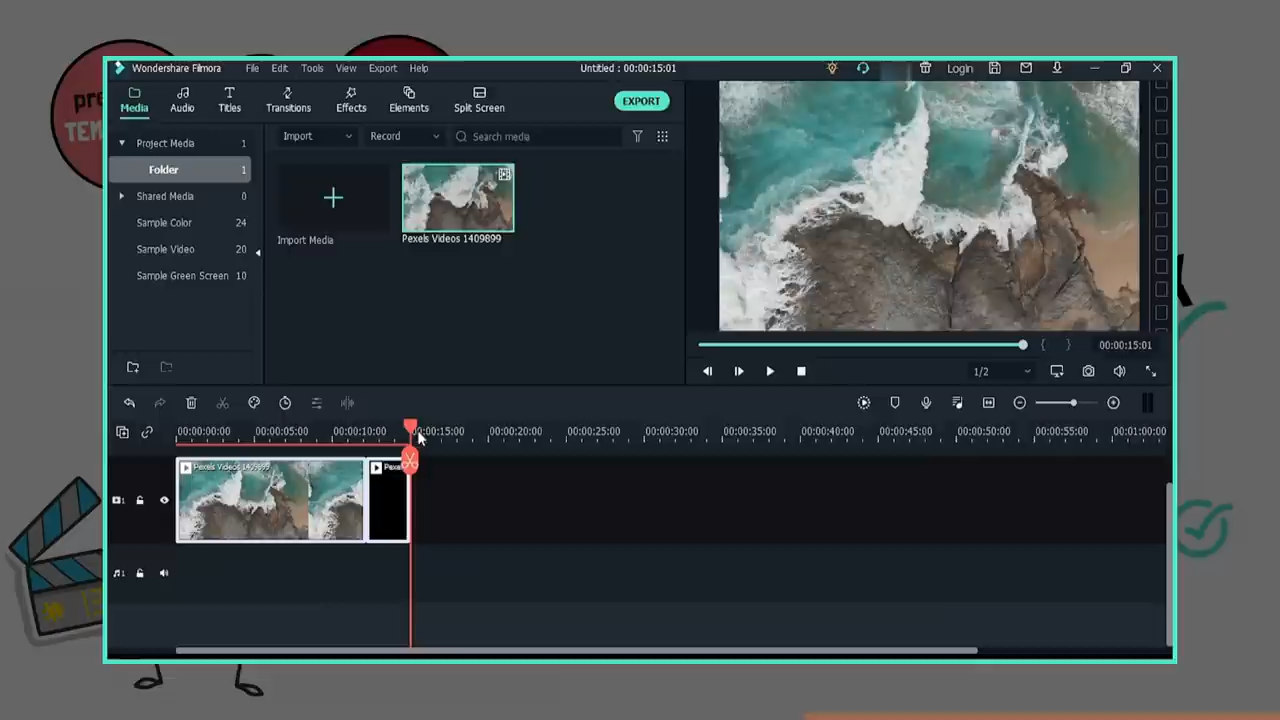 pre
TEM
Wondershare Filmora File Edit Tools View Export Help Untitled : 00:00:15:01 Login
Media Audio Titles Transitions Effects Elements Split Screen EXPORT
Import Record Search media
Project Media 1
Folder 1
Shared Media 0
Sample Color 24
Sample Video 20
Sample Green Screen 10
Import Media
Pexels Videos 1409899
00:00:15:01
1/2
00:00:00:00 00:00:05:00 00:00:10:00 00:00:15:00 00:00:20:00 00:00:25:00 00:00:30:00 00:00:35:00 00:00:40:00 00:00:45:00 00:00:50:00 00:00:55:00 00:01:00:00
Pexels Videos 1409899 Pexe
1
1